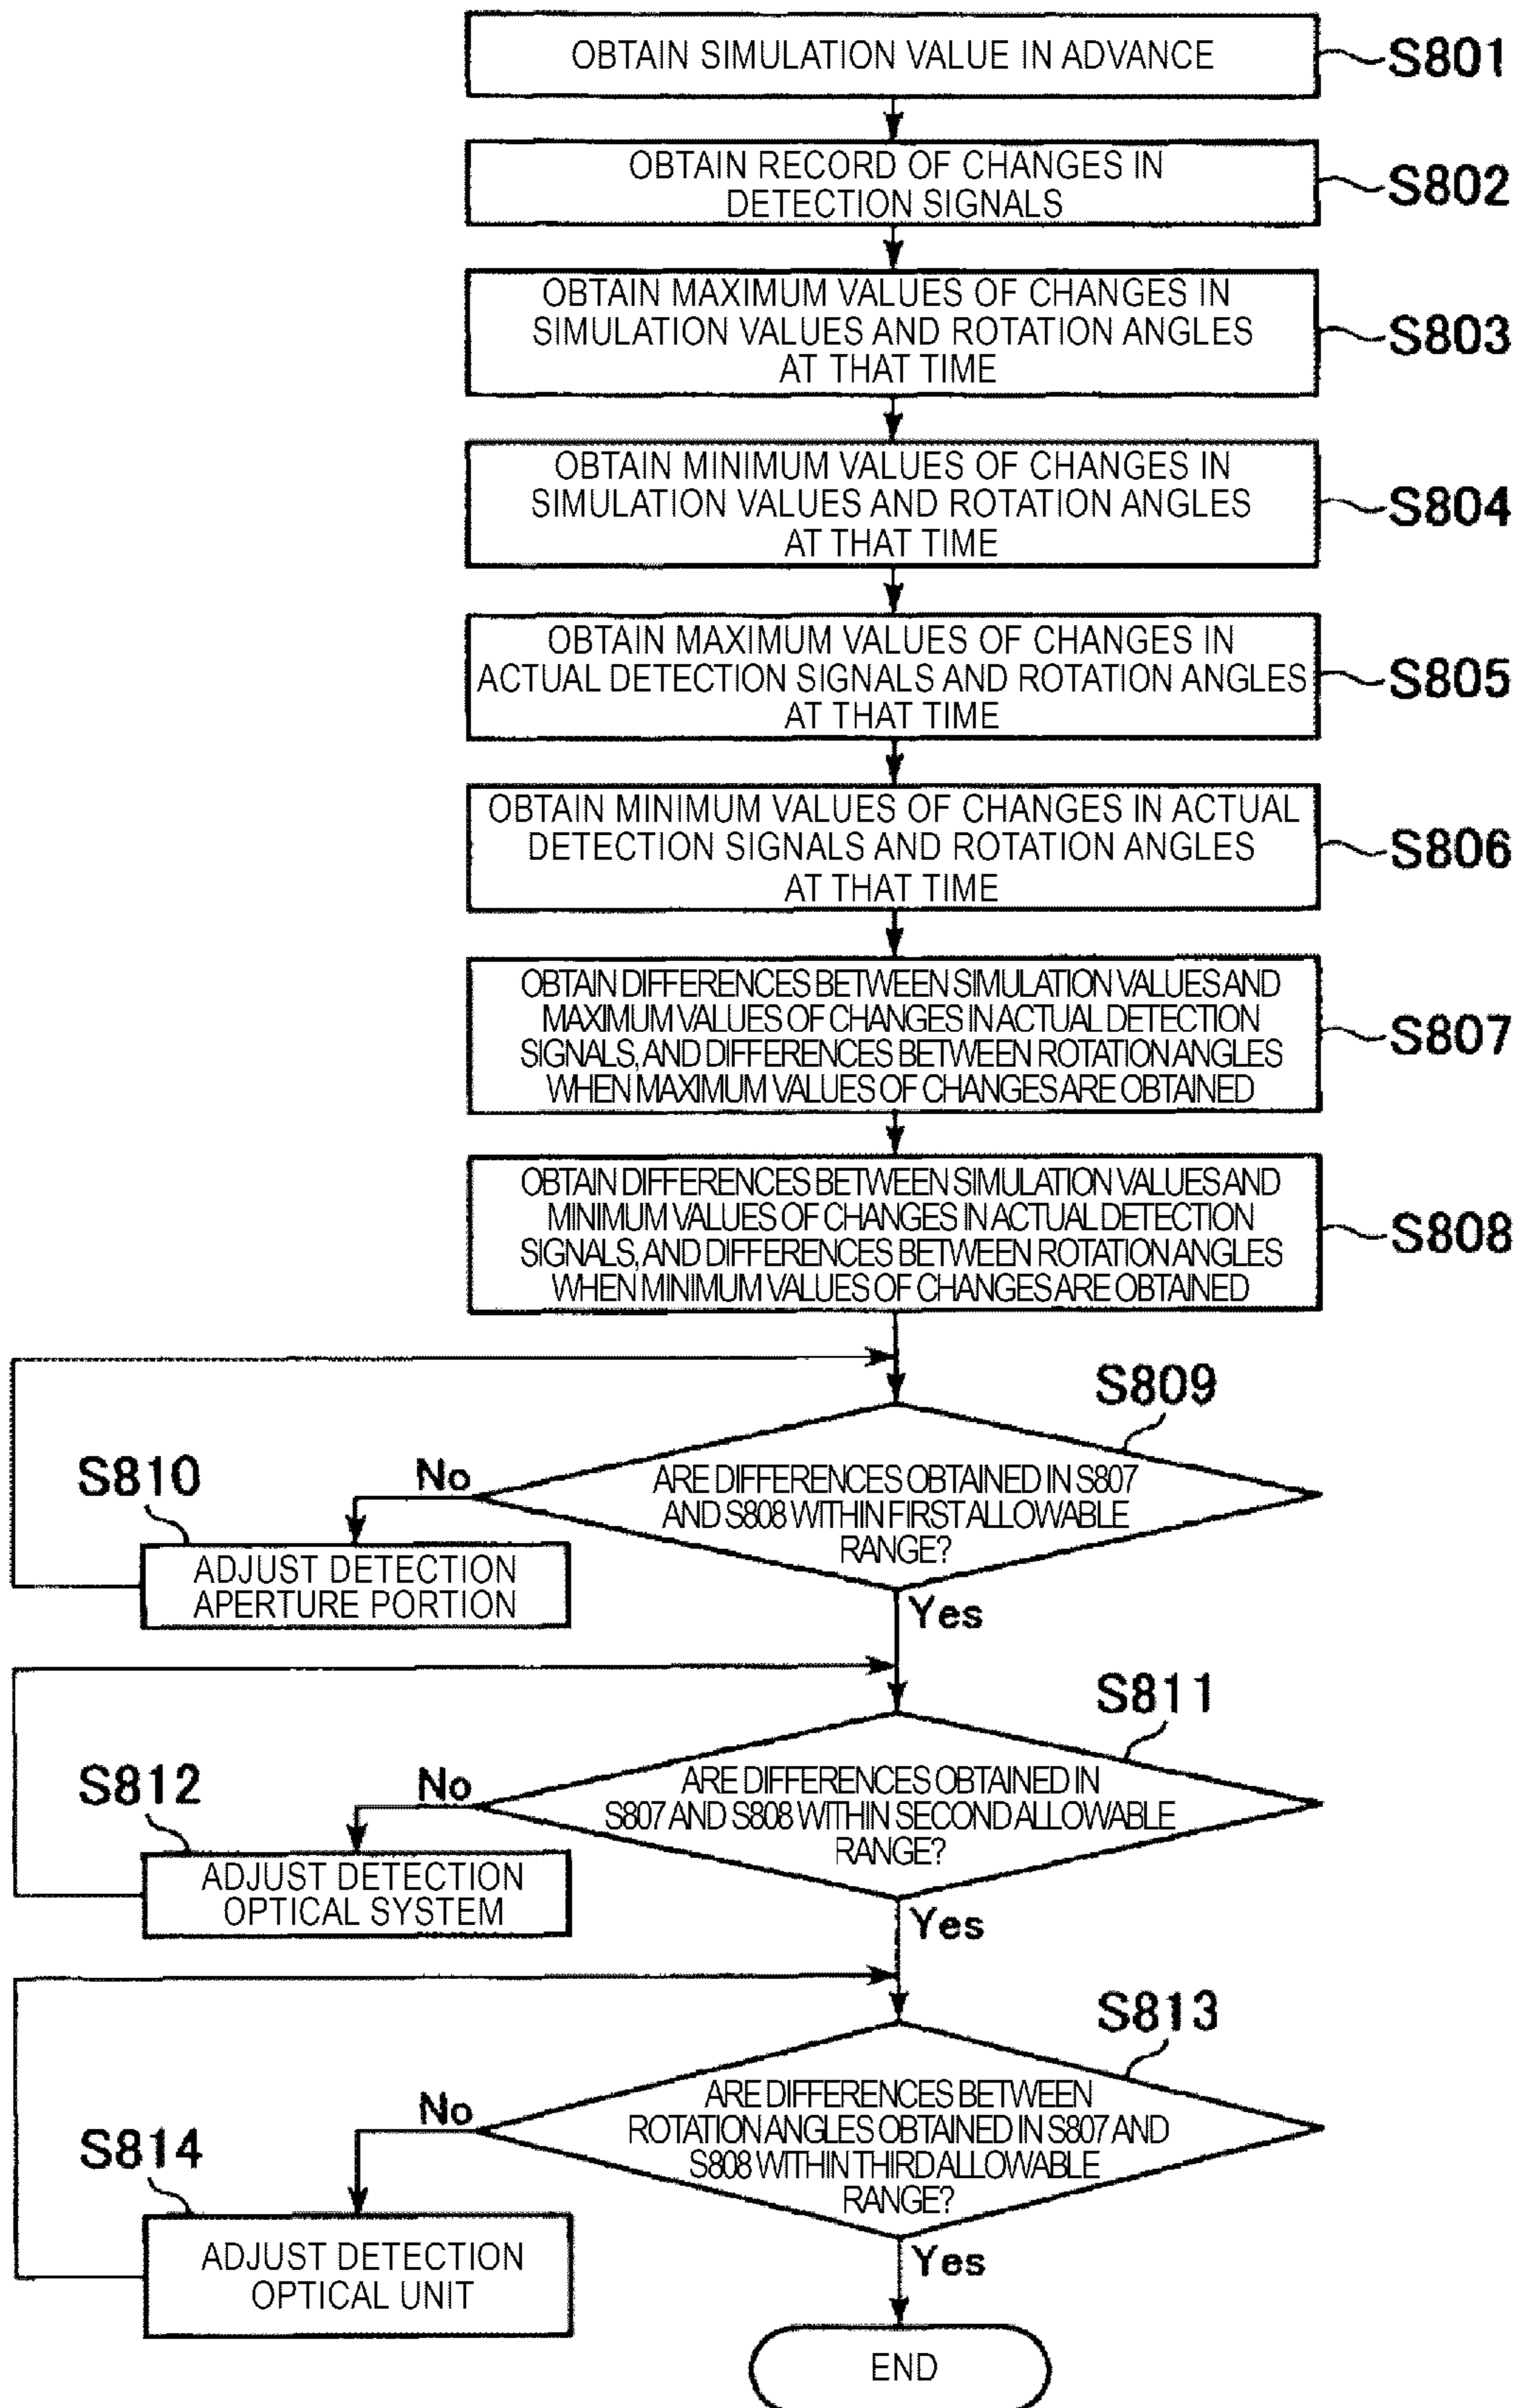 OBTAIN SIMULATION VALUE IN ADVANCE
S801
OBTAIN RECORD OF CHANGES IN
DETECTION SIGNALS
S802
OBTAIN MAXIMUM VALUES OF CHANGES IN
SIMULATION VALUES AND ROTATION ANGLES
AT THAT TIME
S803
OBTAIN MINIMUM VALUES OF CHANGES IN
SIMULATION VALUES AND ROTATION ANGLES
AT THAT TIME
S804
OBTAIN MAXIMUM VALUES OF CHANGES IN
ACTUAL DETECTION SIGNALS AND ROTATION ANGLES
AT THAT TIME
S805
OBTAIN MINIMUM VALUES OF CHANGES IN ACTUAL
DETECTION SIGNALS AND ROTATION ANGLES
AT THAT TIME
S806
OBTAIN DIFFERENCES BETWEEN SIMULATION VALUES AND
MAXIMUM VALUES OF CHANGES IN ACTUAL DETECTION
SIGNALS, AND DIFFERENCES BETWEEN ROTATION ANGLES
WHEN MAXIMUM VALUES OF CHANGES ARE OBTAINED
S807
OBTAIN DIFFERENCES BETWEEN SIMULATION VALUES AND
MINIMUM VALUES OF CHANGES IN ACTUAL DETECTION
SIGNALS, AND DIFFERENCES BETWEEN ROTATION ANGLES
WHEN MINIMUM VALUES OF CHANGES ARE OBTAINED
S808
S809
ARE DIFFERENCES OBTAINED IN S807
AND S808 WITHIN FIRST ALLOWABLE
RANGE?
No
S810
ADJUST DETECTION
APERTURE PORTION
Yes
S811
ARE DIFFERENCES OBTAINED IN
S807 AND S808 WITHIN SECOND ALLOWABLE
RANGE?
No
S812
ADJUST DETECTION
OPTICAL SYSTEM
Yes
S813
ARE DIFFERENCES BETWEEN
ROTATION ANGLES OBTAINED IN S807 AND
S808 WITHIN THIRD ALLOWABLE
RANGE?
No
S814
ADJUST DETECTION
OPTICAL UNIT
Yes
END